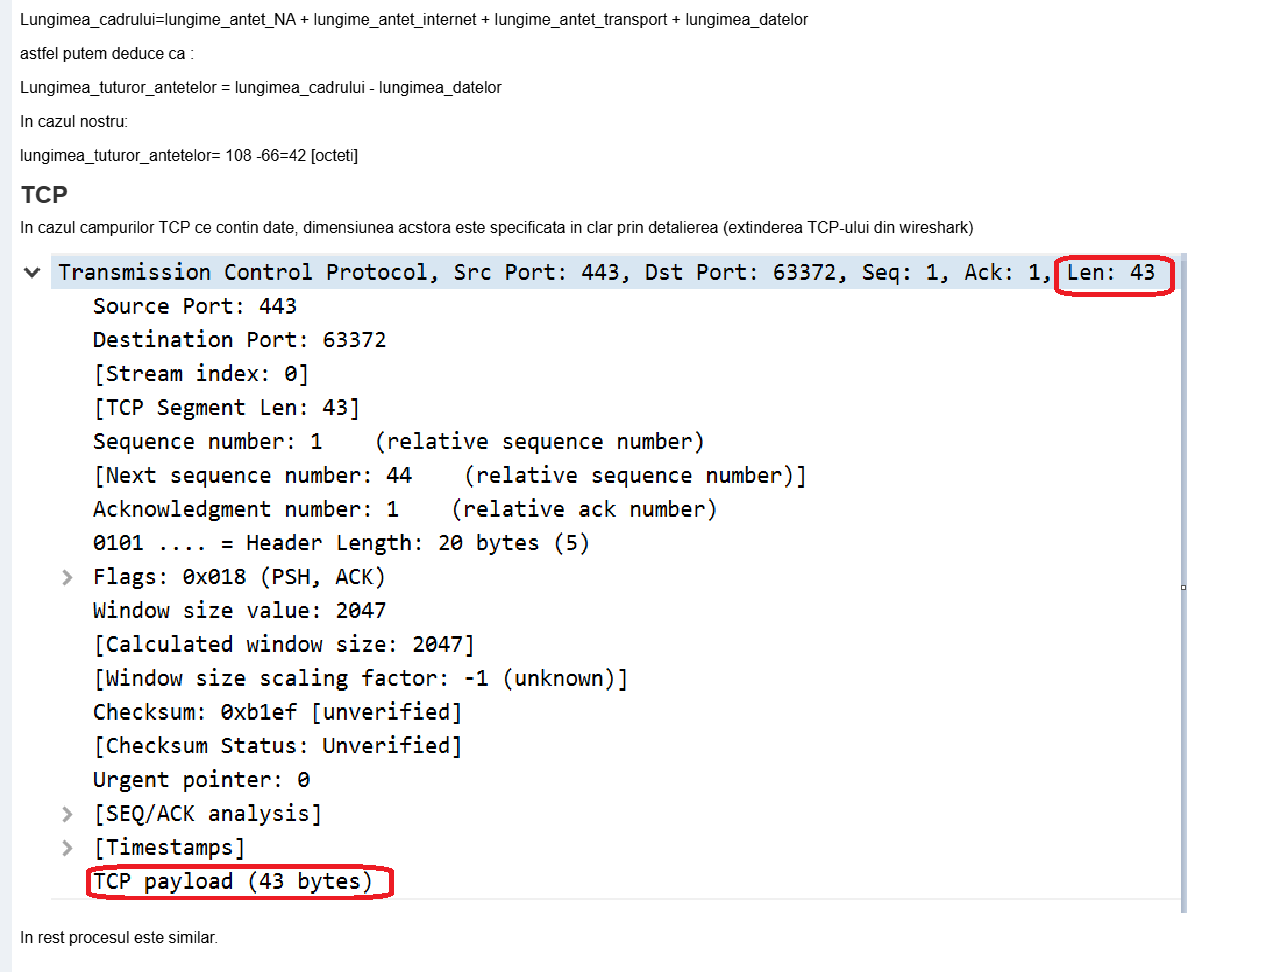 Lungimea_cadrului=lungime_antet_NA + lungime_antet_internet + lungime_antet_transport + lungimea_datelor
astfel putem deduce ca :
Lungimea_tuturor_antetelor = lungimea_cadrului - lungimea_datelor
In cazul nostru:
lungimea_tuturor_antetelor= 108 -66=42 [octeti]
TCP
In cazul campurilor TCP ce contin date, dimensiunea acstora este specificata in clar prin detalierea (extinderea TCP-ului din wireshark)
Transmission Control Protocol, Src Port: 443, Dst Port: 63372, Seq: 1, Ack: 1, Len: 43
Source Port: 443
Destination Port: 63372
[Stream index: 0]
[TCP Segment Len: 43]
Sequence number: 1    (relative sequence number)
[Next sequence number: 44    (relative sequence number)]
Acknowledgment number: 1    (relative ack number)
0101 .... = Header Length: 20 bytes (5)
Flags: 0x018 (PSH, ACK)
Window size value: 2047
[Calculated window size: 2047]
[Window size scaling factor: -1 (unknown)]
Checksum: 0xb1ef [unverified]
[Checksum Status: Unverified]
Urgent pointer: 0
[SEQ/ACK analysis]
[Timestamps]
TCP payload (43 bytes)
In rest procesul este similar.